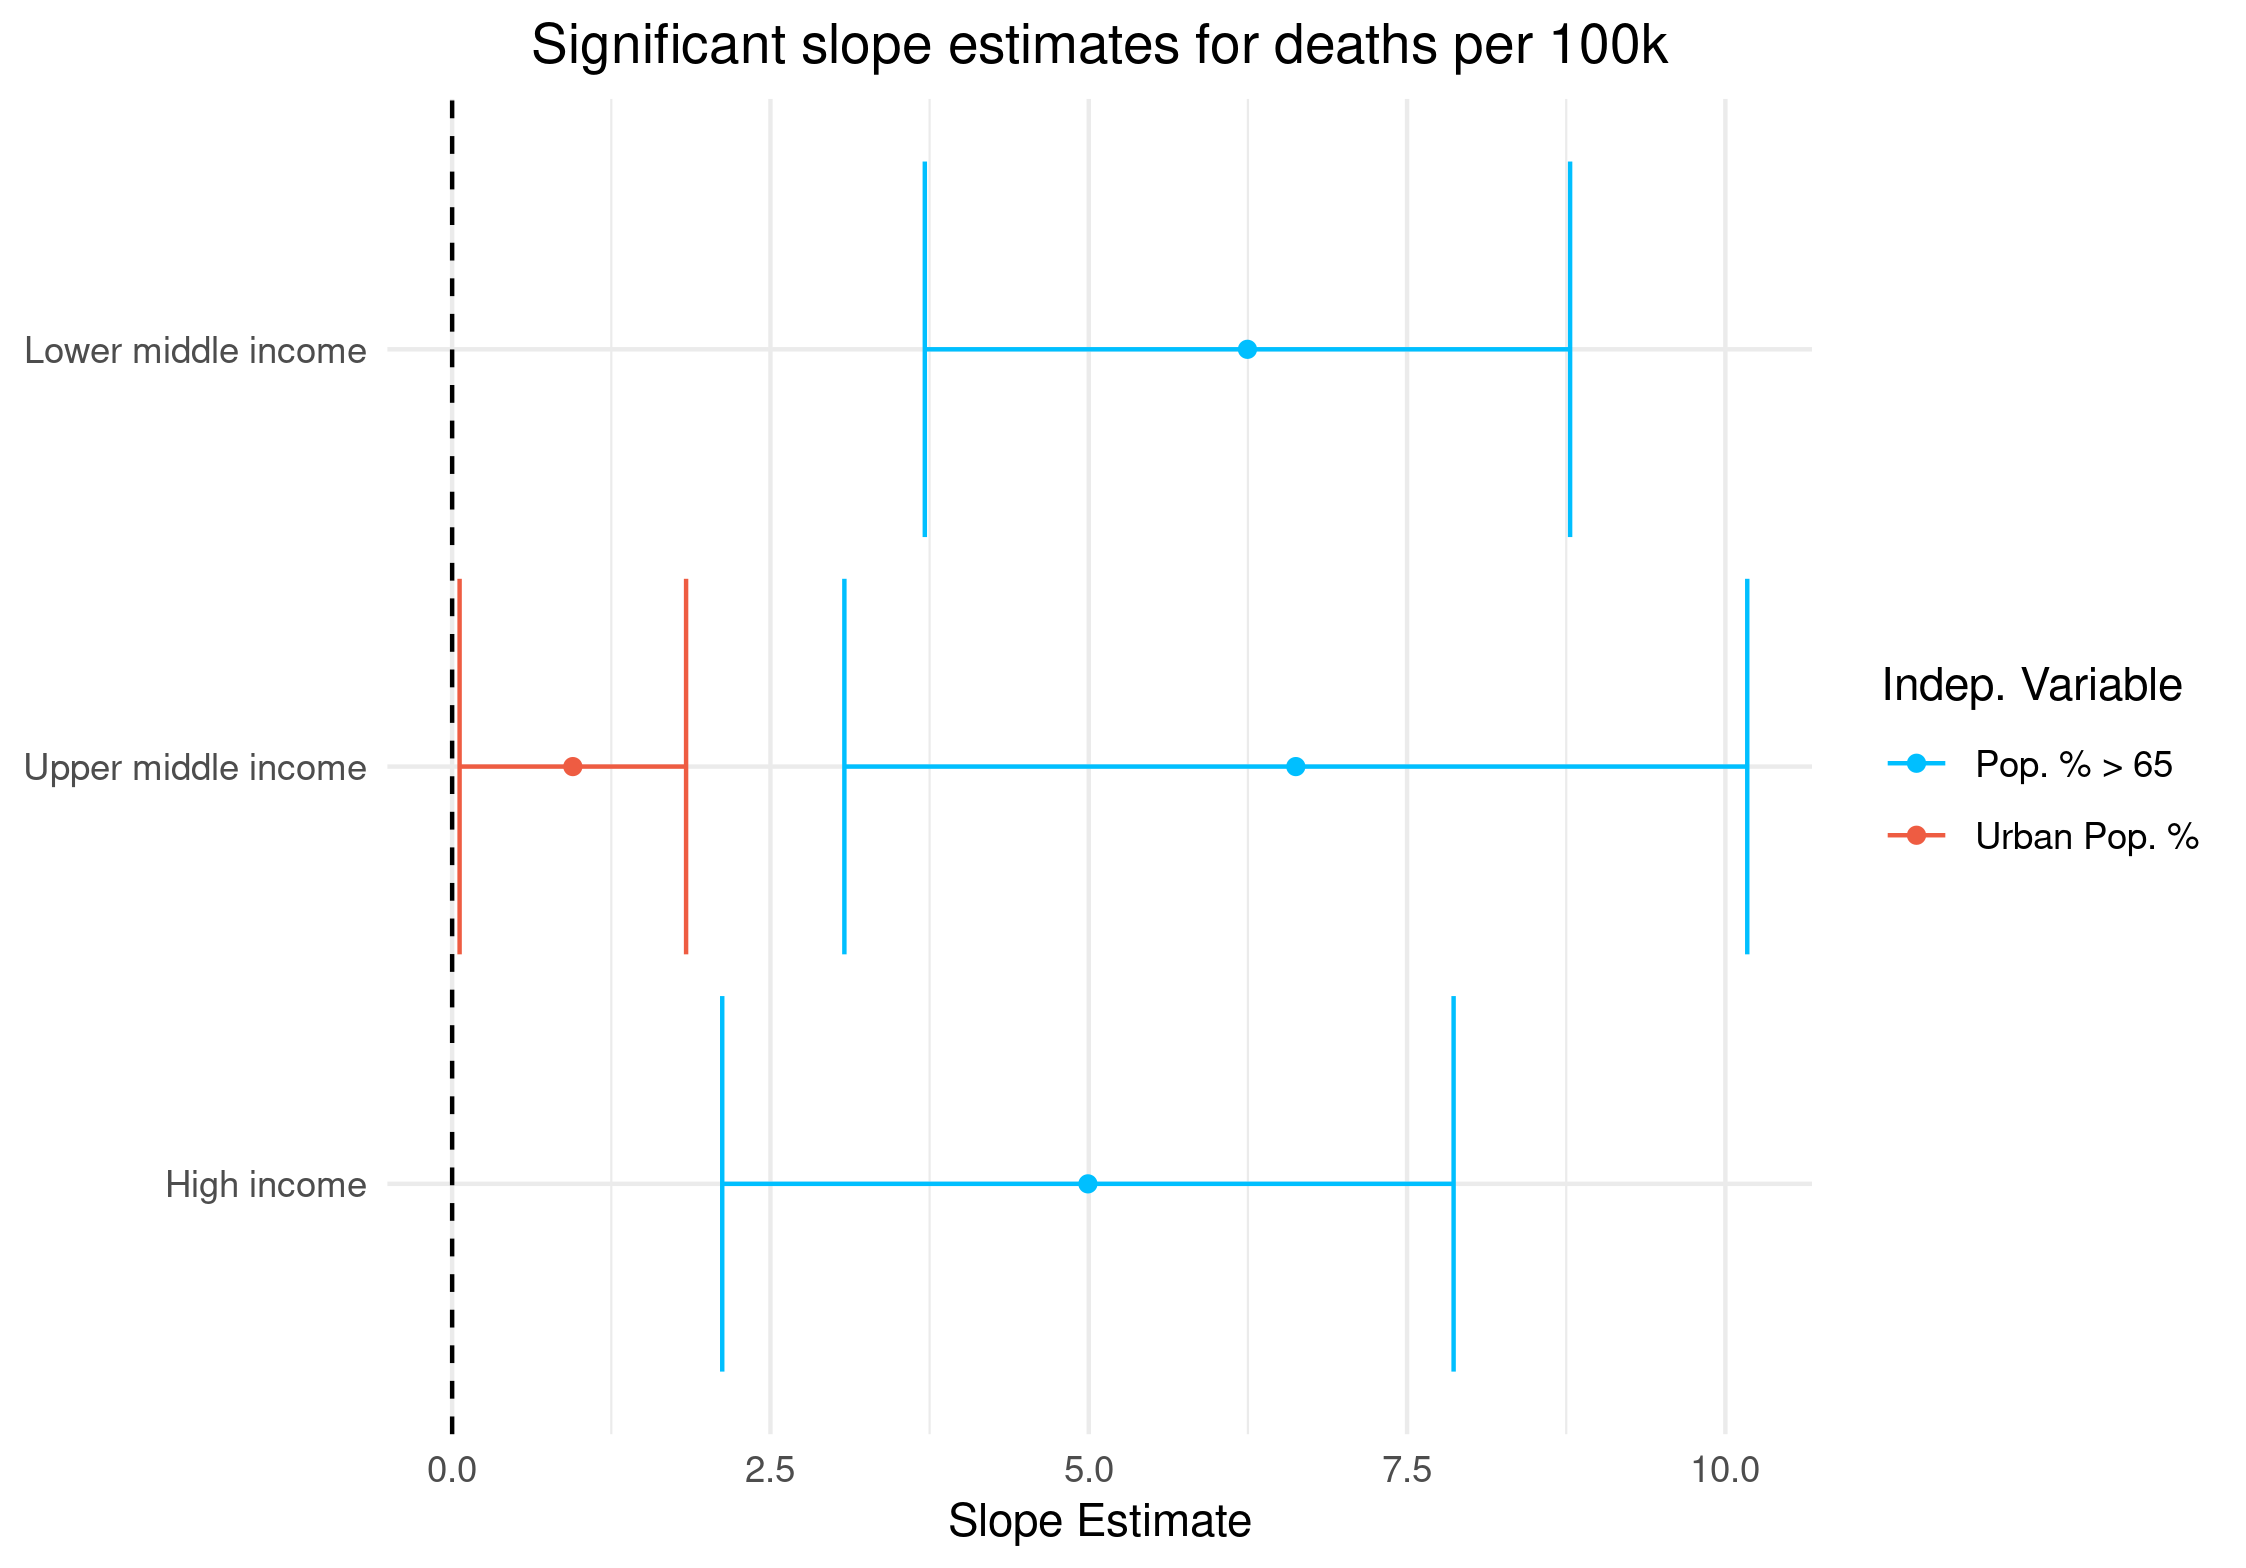 Significant slope estimates for deaths per 100k
Lower middle income
Upper middle income
High income
0.0 2.5 5.0 7.5 10.0
Slope Estimate
Indep. Variable
Pop. % > 65
Urban Pop. %